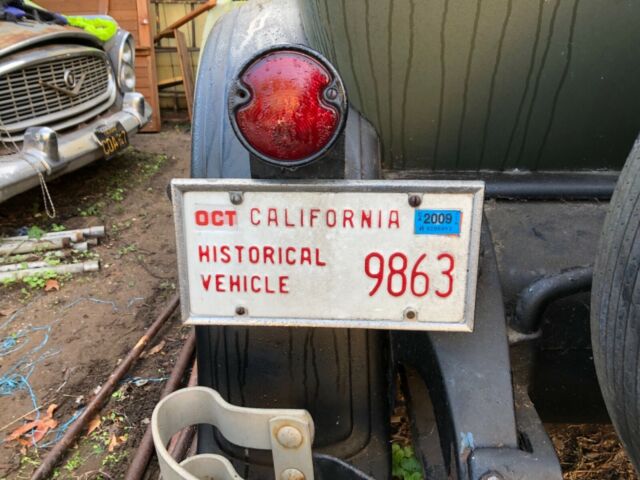 OCT CALIFORNIA 2009
HISTORICAL
VEHICLE
9863